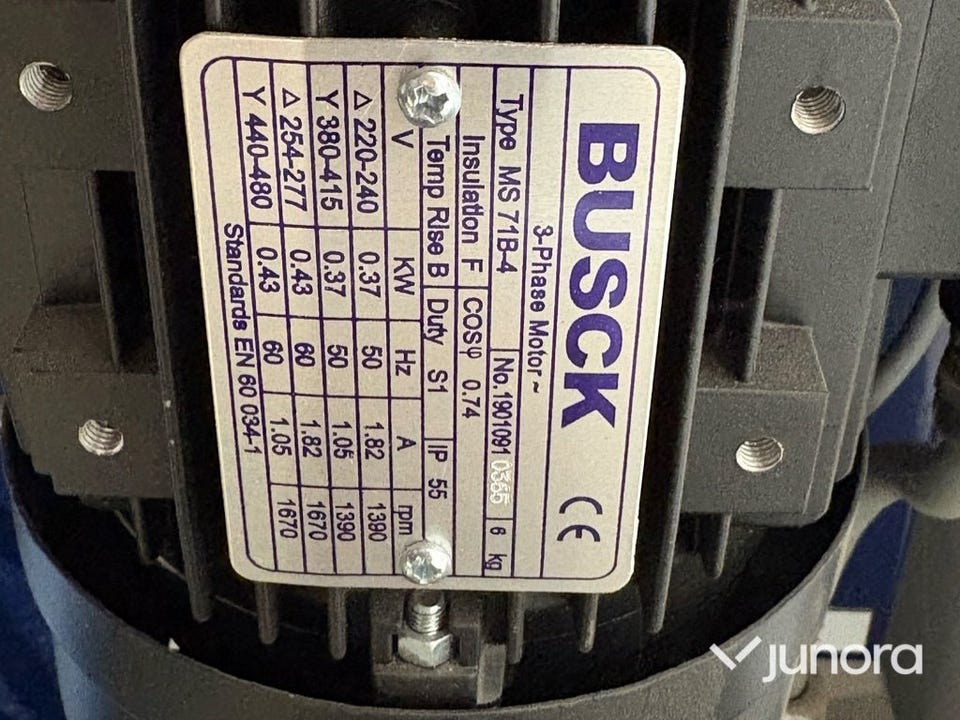 BUSCK CE
3-Phase Motor~
Type MS 71B-4 No.1901091 0365 6 kg
Insulation F COSφ 0.74
Temp Rise B Duty S1 IP 55
V KW Hz A rpm
Δ 220-240 0.37 50 1.82 1390
Y 380-415 0.37 50 1.05 1390
Δ 254-277 0.43 60 1.82 1670
Y 440-480 0.43 60 1.05 1670
Standards EN 60 034-1
junora